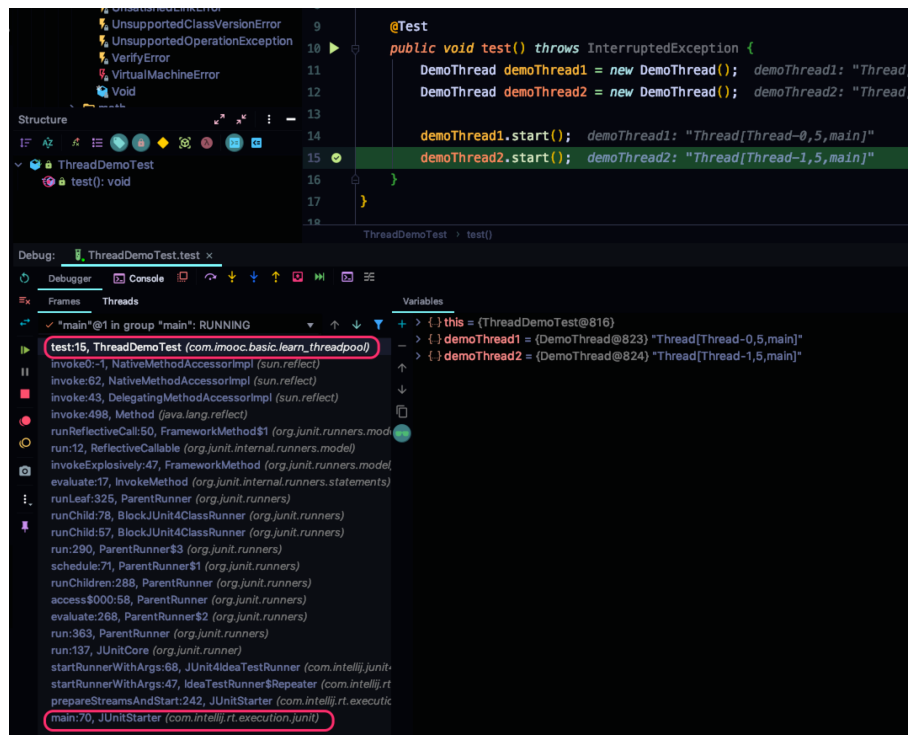 UnsatisfiedLinkError
UnsupportedClassVersionError
UnsupportedOperationException
VerifyError
VirtualMachineError
Void
math
Structure
ThreadDemoTest
test(): void
9 @Test
10 public void test() throws InterruptedException {
11 DemoThread demoThread1 = new DemoThread(); demoThread1: "Thread[
12 DemoThread demoThread2 = new DemoThread(); demoThread2: "Thread[
13
14 demoThread1.start(); demoThread1: "Thread[Thread-0,5,main]"
15 demoThread2.start(); demoThread2: "Thread[Thread-1,5,main]"
16 }
17 }
18
ThreadDemoTest › test()
Debug: ThreadDemoTest.test ×
Debugger Console
Frames Threads
"main"@1 in group "main": RUNNING
test:15, ThreadDemoTest (com.imooc.basic.learn_threadpool)
invoke0:-1, NativeMethodAccessorImpl (sun.reflect)
invoke:62, NativeMethodAccessorImpl (sun.reflect)
invoke:43, DelegatingMethodAccessorImpl (sun.reflect)
invoke:498, Method (java.lang.reflect)
runReflectiveCall:50, FrameworkMethod$1 (org.junit.runners.mod
run:12, ReflectiveCallable (org.junit.internal.runners.model)
invokeExplosively:47, FrameworkMethod (org.junit.runners.model
evaluate:17, InvokeMethod (org.junit.internal.runners.statements)
runLeaf:325, ParentRunner (org.junit.runners)
runChild:78, BlockJUnit4ClassRunner (org.junit.runners)
runChild:57, BlockJUnit4ClassRunner (org.junit.runners)
run:290, ParentRunner$3 (org.junit.runners)
schedule:71, ParentRunner$1 (org.junit.runners)
runChildren:288, ParentRunner (org.junit.runners)
access$000:58, ParentRunner (org.junit.runners)
evaluate:268, ParentRunner$2 (org.junit.runners)
run:363, ParentRunner (org.junit.runners)
run:137, JUnitCore (org.junit.runner)
startRunnerWithArgs:68, JUnit4IdeaTestRunner (com.intellij.junit4
startRunnerWithArgs:47, IdeaTestRunner$Repeater (com.intellij.rt
prepareStreamsAndStart:242, JUnitStarter (com.intellij.rt.executio
main:70, JUnitStarter (com.intellij.rt.execution.junit)
Variables
this = {ThreadDemoTest@816}
demoThread1 = {DemoThread@823} "Thread[Thread-0,5,main]"
demoThread2 = {DemoThread@824} "Thread[Thread-1,5,main]"